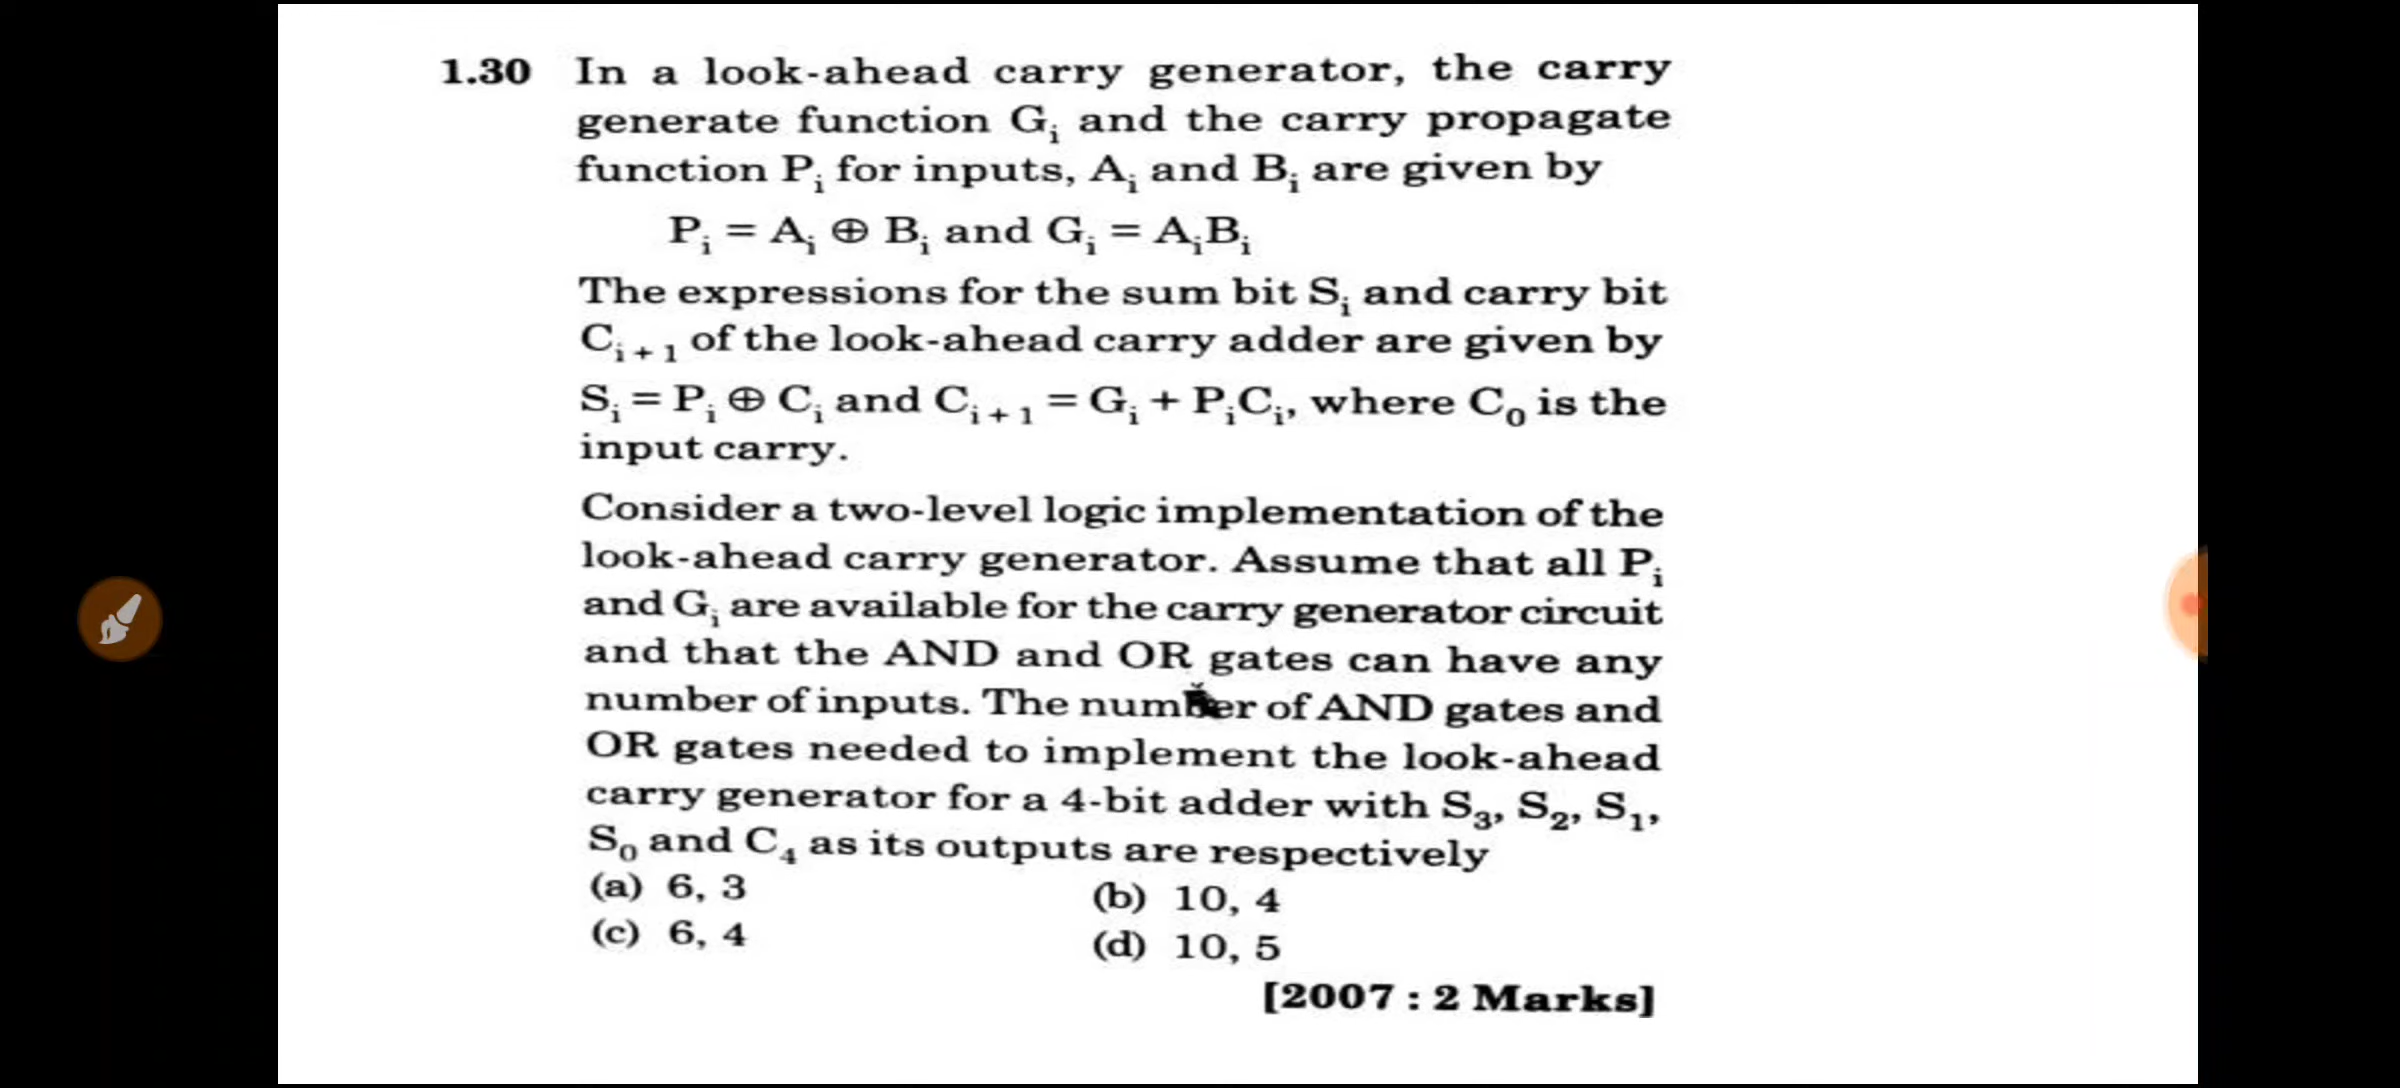 1.30 In a look-ahead carry generator, the carry
generate function Gᵢ and the carry propagate
function Pᵢ for inputs, Aᵢ and Bᵢ are given by
Pᵢ = Aᵢ ⊕ Bᵢ and Gᵢ = AᵢBᵢ
The expressions for the sum bit Sᵢ and carry bit
Cᵢ₊₁ of the look-ahead carry adder are given by
Sᵢ = Pᵢ ⊕ Cᵢ and Cᵢ₊₁ = Gᵢ + PᵢCᵢ, where C₀ is the
input carry.
Consider a two-level logic implementation of the
look-ahead carry generator. Assume that all Pᵢ
and Gᵢ are available for the carry generator circuit
and that the AND and OR gates can have any
number of inputs. The number of AND gates and
OR gates needed to implement the look-ahead
carry generator for a 4-bit adder with S₃, S₂, S₁,
S₀ and C₄ as its outputs are respectively
(a) 6, 3 (b) 10, 4
(c) 6, 4 (d) 10, 5
[2007 : 2 Marks]